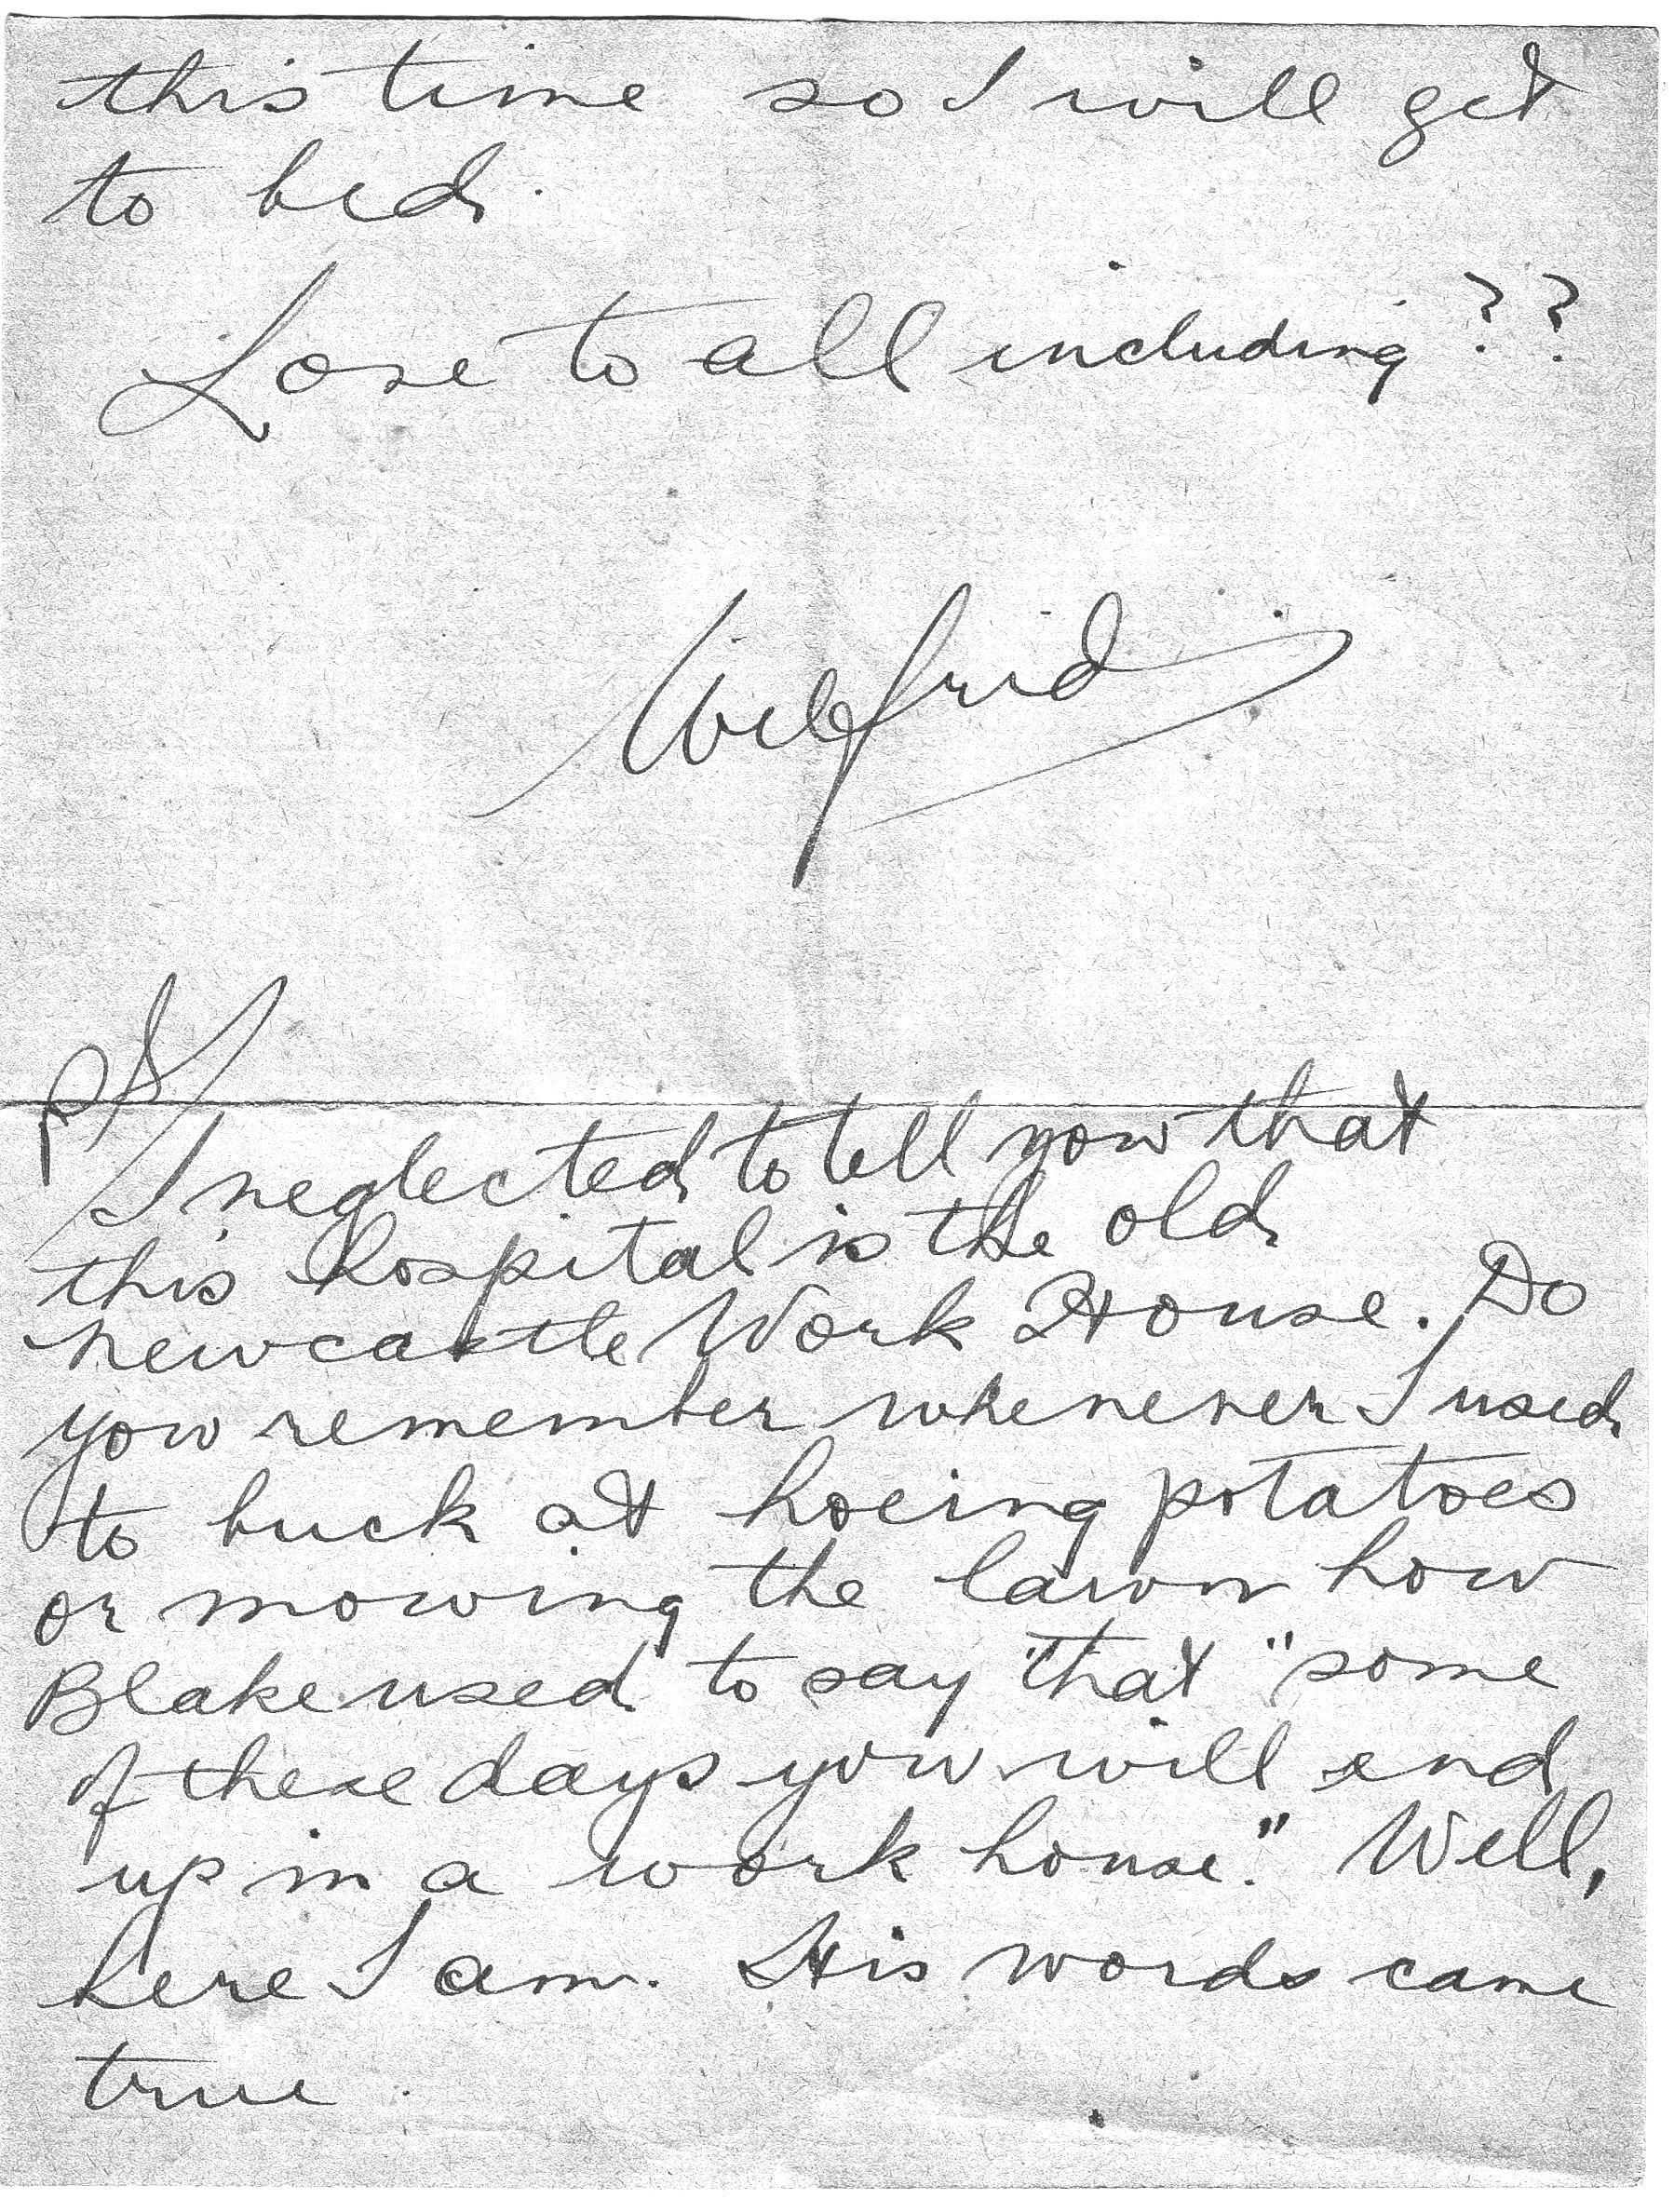 this time so I will get
to bed.
Love to all including ??
Wilfrid
PS/
I neglected to tell you that
this hospital is the old
Newcastle Work House. Do
you remember whenever I used
to buck at hoeing potatoes
or mowing the lawn how
Blake used to say that "some
of these days you will end
up in a work house." Well,
here I am. His words came
true.